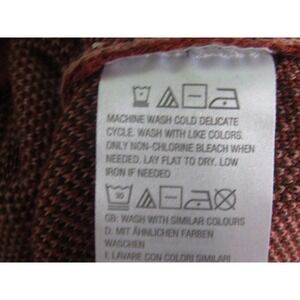 MACHINE WASH COLD DELICATE
CYCLE. WASH WITH LIKE COLORS.
ONLY NON-CHLORINE BLEACH WHEN
NEEDED. LAY FLAT TO DRY. LOW
IRON IF NEEDED
30
GB: WASH WITH SIMILAR COLOURS
D: MIT ÄHNLICHEN FARBEN
WASCHEN
I: LAVARE CON COLORI SIMILARI